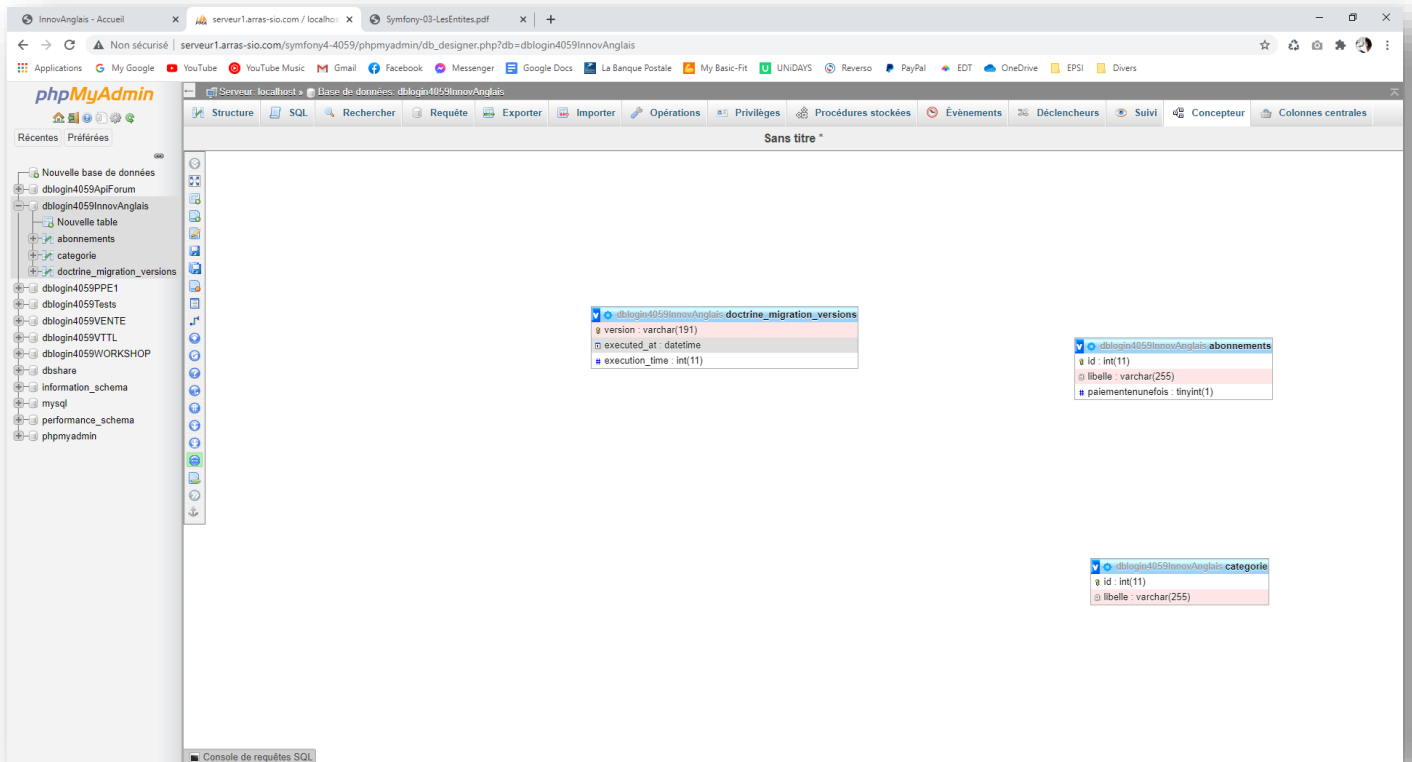 InnovAnglais - Accueil
serveur1.arras-sio.com / localho
Symfony-03-LesEntites.pdf
Non sécurisé | serveur1.arras-sio.com/symfony4-4059/phpmyadmin/db_designer.php?db=dblogin4059InnovAnglais
Applications My Google YouTube YouTube Music Gmail Facebook Messenger Google Docs La Banque Postale My Basic-Fit UNiDAYS Reverso PayPal EDT OneDrive EPSI Divers
phpMyAdmin
Récentes Préférées
Nouvelle base de données
dblogin4059ApiForum
dblogin4059InnovAnglais
Nouvelle table
abonnements
categorie
doctrine_migration_versions
dblogin4059PPE1
dblogin4059Tests
dblogin4059VENTE
dblogin4059VTTL
dblogin4059WORKSHOP
dbshare
information_schema
mysql
performance_schema
phpmyadmin
Serveur: localhost » Base de données: dblogin4059InnovAnglais
Structure SQL Rechercher Requête Exporter Importer Opérations Privilèges Procédures stockées Évènements Déclencheurs Suivi Concepteur Colonnes centrales
Sans titre *
dblogin4059InnovAnglais doctrine_migration_versions
version : varchar(191)
executed_at : datetime
execution_time : int(11)
dblogin4059InnovAnglais abonnements
id : int(11)
libelle : varchar(255)
paiementenunefois : tinyint(1)
dblogin4059InnovAnglais categorie
id : int(11)
libelle : varchar(255)
Console de requêtes SQL